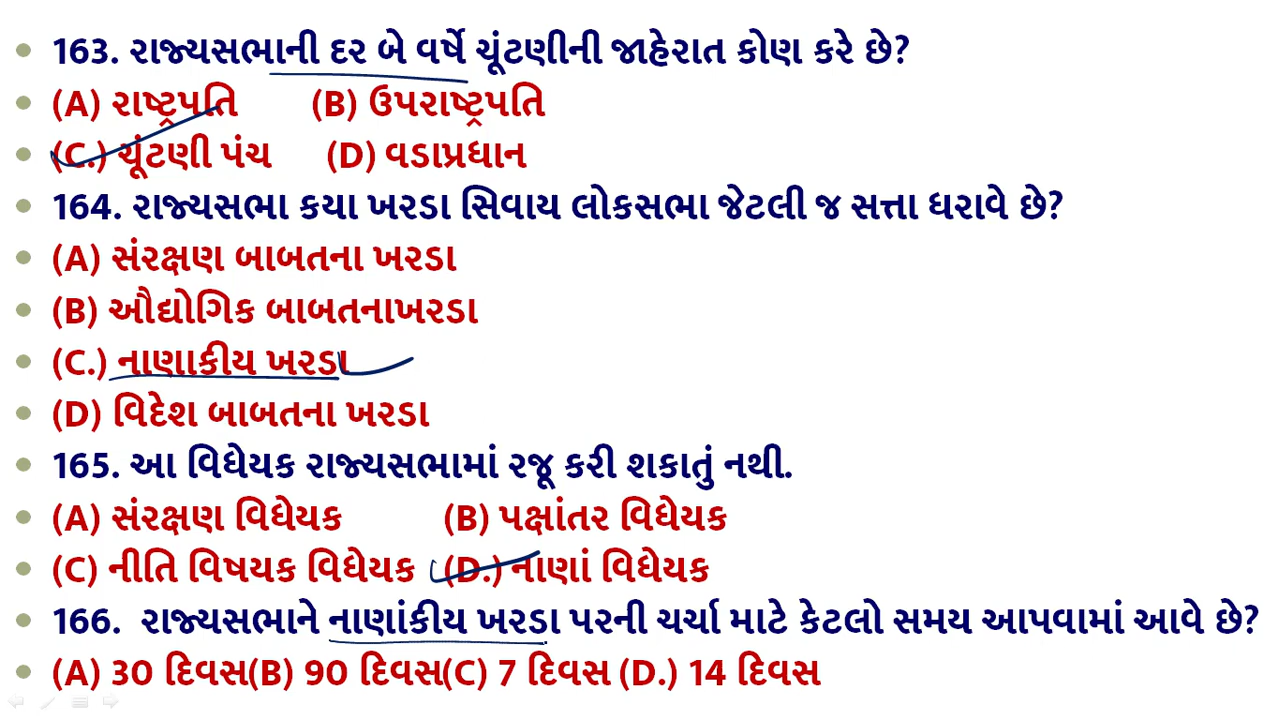 163. રાજ્યસભાની દર બે વર્ષે ચૂંટણીની જાહેરાત કોણ કરે છે?
(A) રાષ્ટ્રપતિ (B) ઉપરાષ્ટ્રપતિ
(C.) ચૂંટણી પંચ (D) વડાપ્રધાન
164. રાજ્યસભા કયા ખરડા સિવાય લોકસભા જેટલી જ સત્તા ધરાવે છે?
(A) સંરક્ષણ બાબતના ખરડા
(B) ઔદ્યોગિક બાબતનાખરડા
(C.) નાણાકીય ખરડા
(D) વિદેશ બાબતના ખરડા
165. આ વિધેયક રાજ્યસભામાં રજૂ કરી શકાતું નથી.
(A) સંરક્ષણ વિધેયક (B) પક્ષાંતર વિધેયક
(C) નીતિ વિષયક વિધેયક (D.) નાણાં વિધેયક
166. રાજ્યસભાને નાણાંકીય ખરડા પરની ચર્ચા માટે કેટલો સમય આપવામાં આવે છે?
(A) 30 દિવસ(B) 90 દિવસ(C) 7 દિવસ (D.) 14 દિવસ